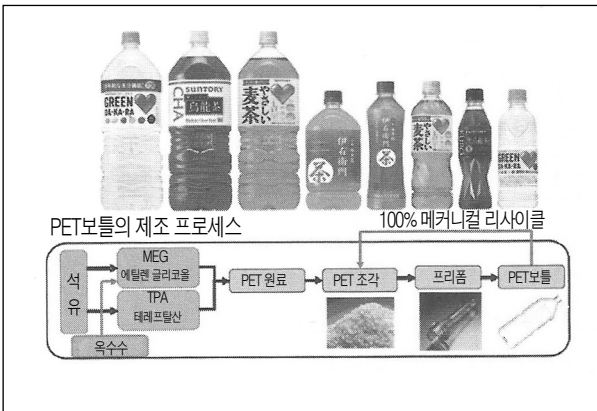 GREEN
DA・KA・RA
SUNTORY
CHA
烏龍茶
やさしい
麦茶
伊右衛門
茶
茶
やさしい
麦茶
GREEN
DA・KA・RA
PET보틀의 제조 프로세스
100% 메커니컬 리사이클
석유
MEG
에틸렌 글리코올
TPA
테레프탈산
옥수수
PET 원료
PET 조각
프리폼
PET보틀